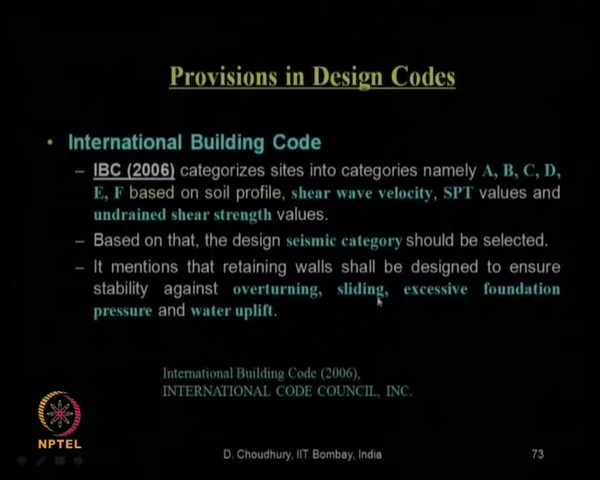 Provisions in Design Codes
• International Building Code
– IBC (2006) categorizes sites into categories namely A, B, C, D,
E, F based on soil profile, shear wave velocity, SPT values and
undrained shear strength values.
– Based on that, the design seismic category should be selected.
– It mentions that retaining walls shall be designed to ensure
stability against overturning, sliding, excessive foundation
pressure and water uplift.
International Building Code (2006),
INTERNATIONAL CODE COUNCIL, INC.
NPTEL
D. Choudhury, IIT Bombay, India
73